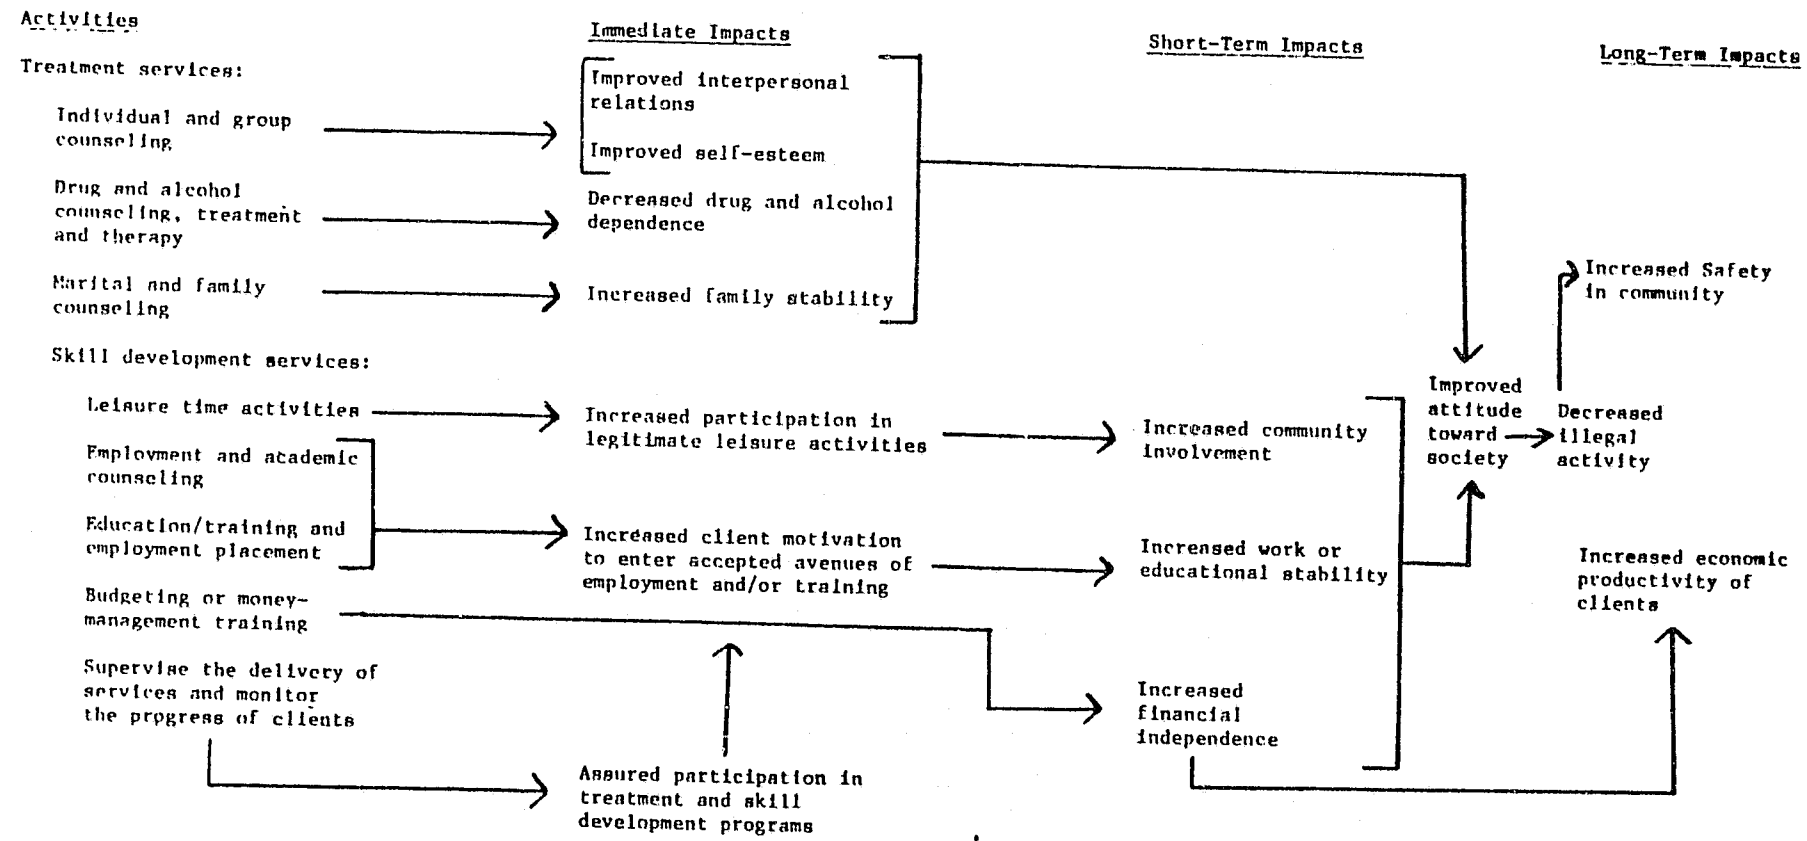 Activities
Immediate Impacts
Short-Term Impacts
Long-Term Impacts
Treatment services:
Individual and group
counseling
Improved interpersonal
relations
Improved self-esteem
Drug and alcohol
counseling, treatment
and therapy
Decreased drug and alcohol
dependence
Marital and family
counseling
Increased family stability
Skill development services:
Leisure time activities
Increased participation in
legitimate leisure activities
Increased community
involvement
Improved
attitude
toward
society
Decreased
illegal
activity
Increased Safety
in community
Employment and academic
counseling
Education/training and
employment placement
Increased client motivation
to enter accepted avenues of
employment and/or training
Increased work or
educational stability
Increased economic
productivity of
clients
Budgeting or money-
management training
Increased
financial
independence
Supervise the delivery of
services and monitor
the progress of clients
Assured participation in
treatment and skill
development programs